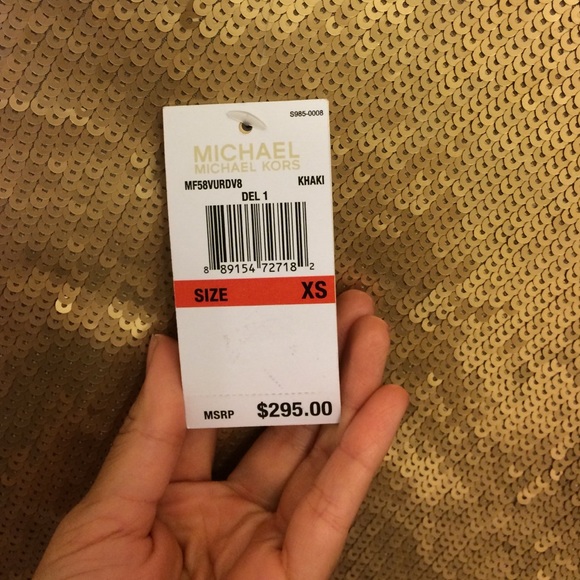 S985-0008
MICHAEL
MICHAEL KORS
MF58VURDV8 KHAKI
DEL 1
8 89154 72718 2
SIZE XS
MSRP $295.00